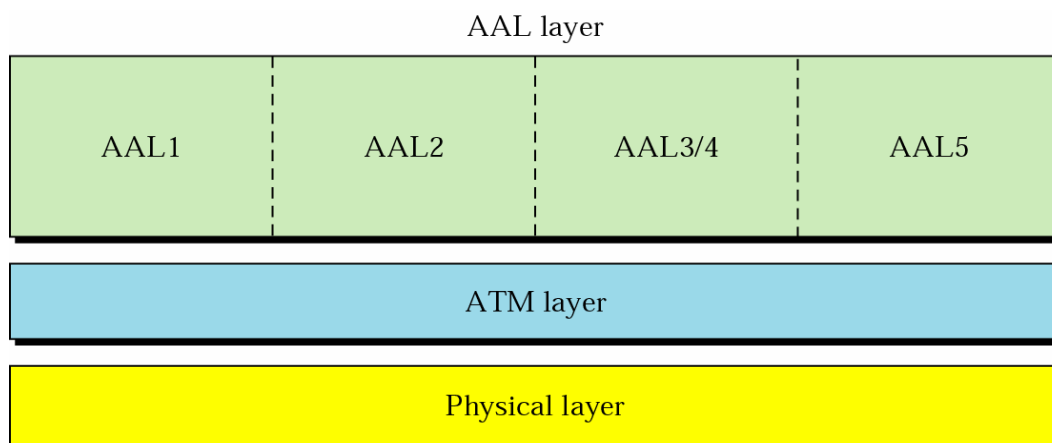 AAL layer
AAL1 AAL2 AAL3/4 AAL5
ATM layer
Physical layer